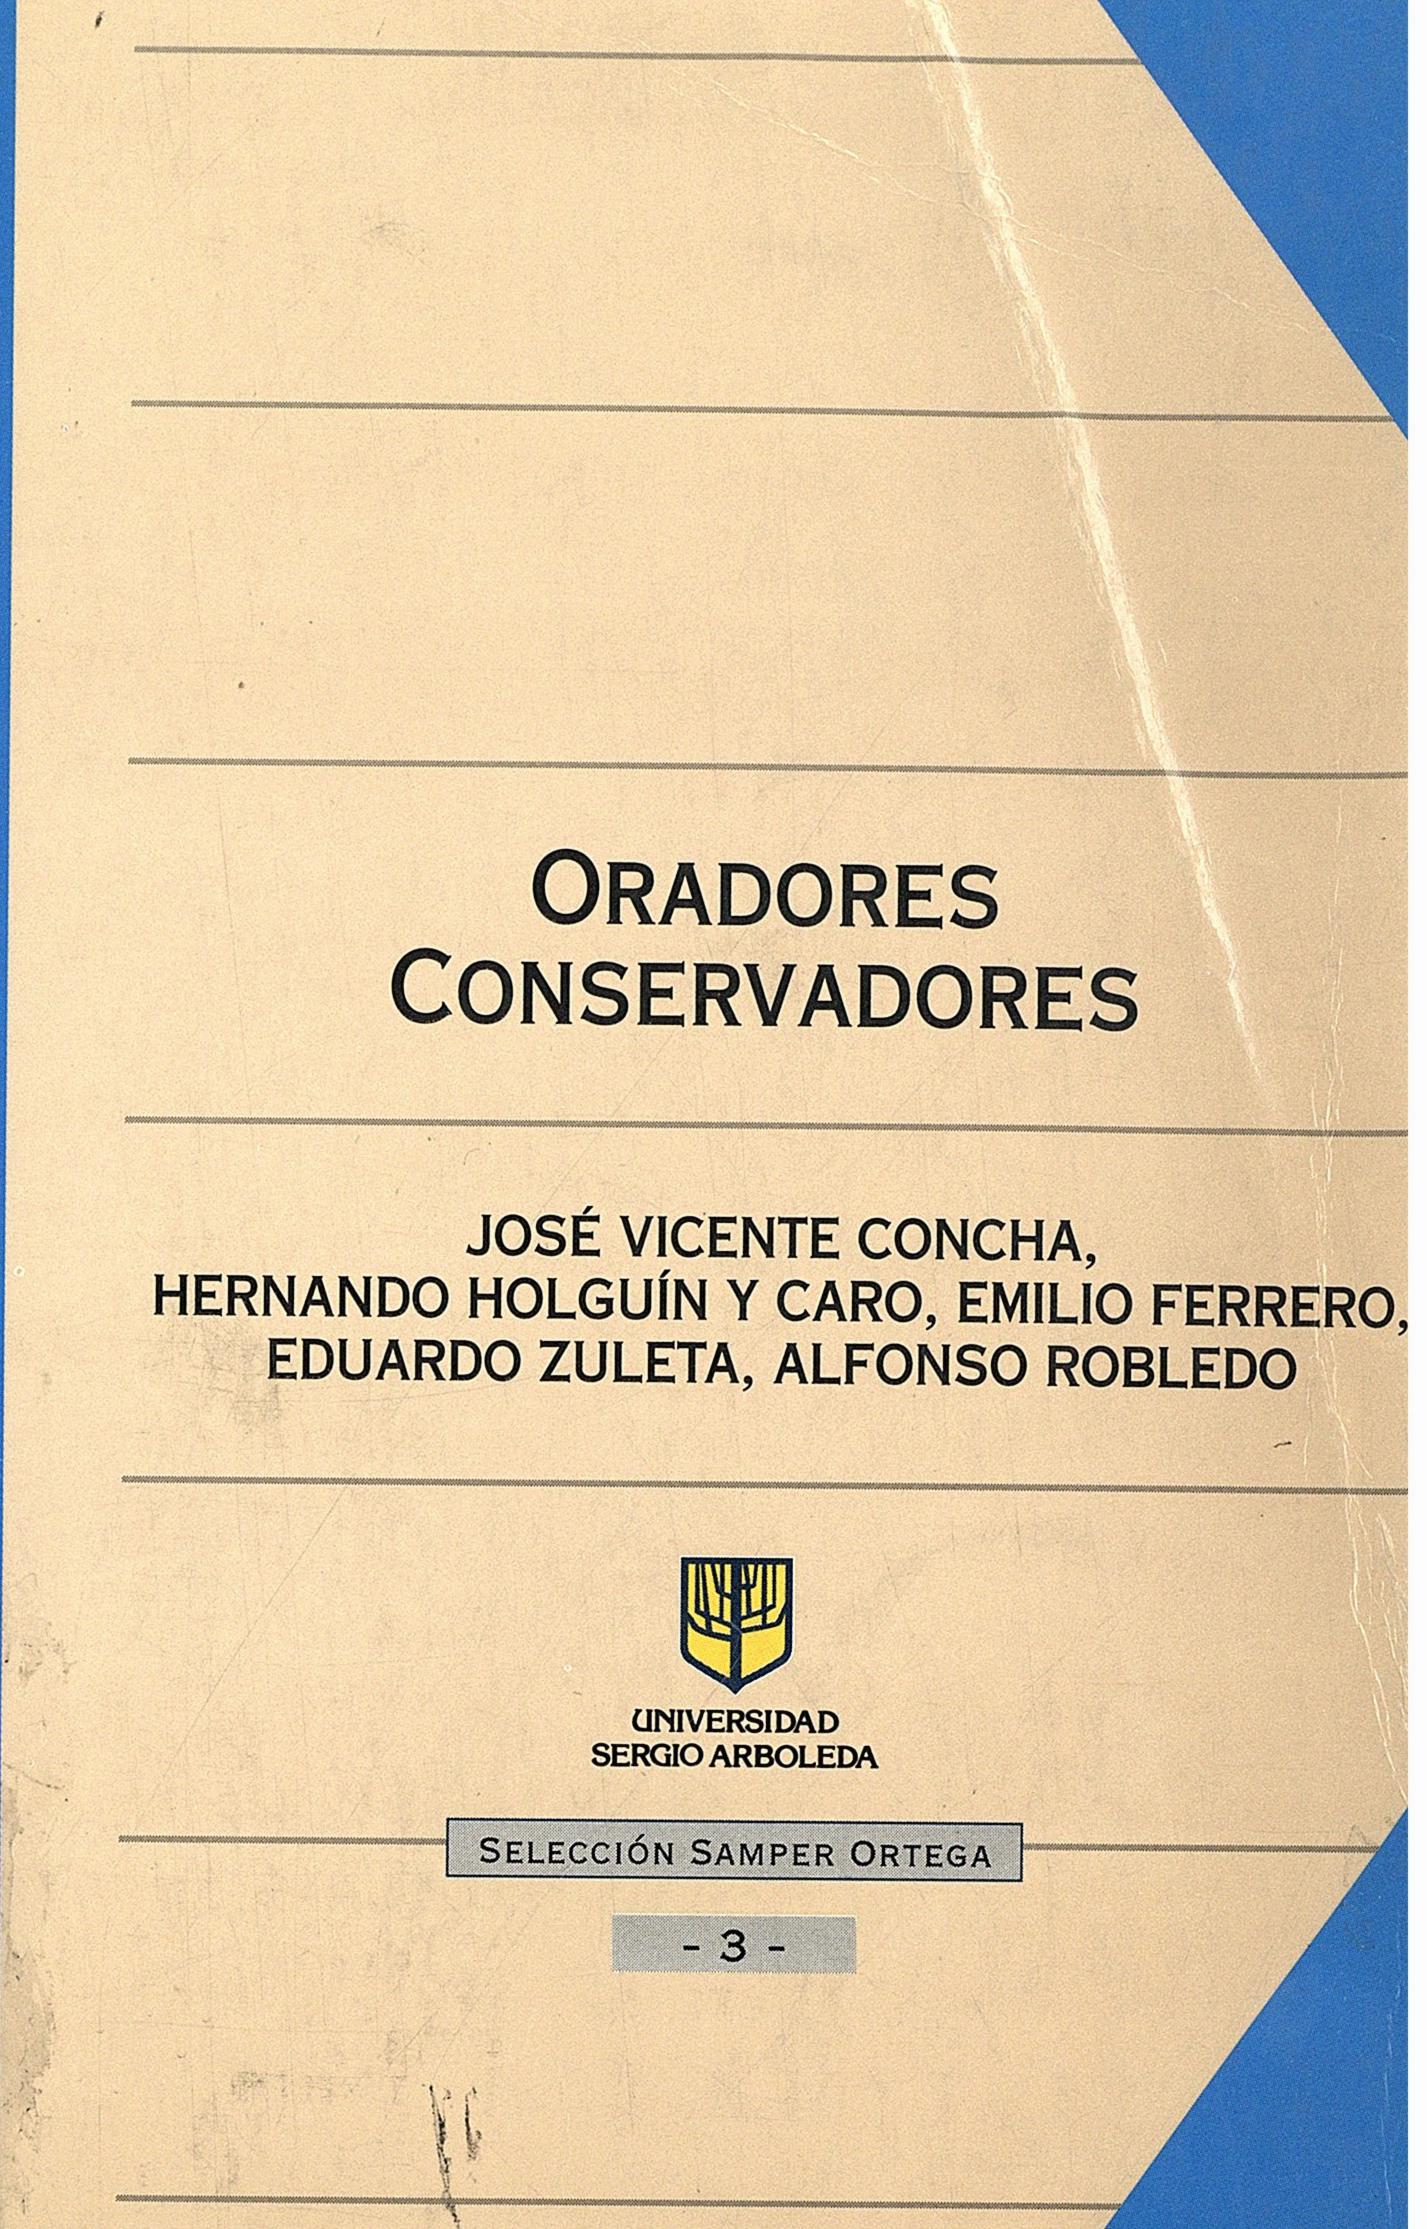 ORADORES
CONSERVADORES
JOSÉ VICENTE CONCHA,
HERNANDO HOLGUÍN Y CARO, EMILIO FERRERO,
EDUARDO ZULETA, ALFONSO ROBLEDO
UNIVERSIDAD
SERGIO ARBOLEDA
SELECCIÓN SAMPER ORTEGA
- 3 -